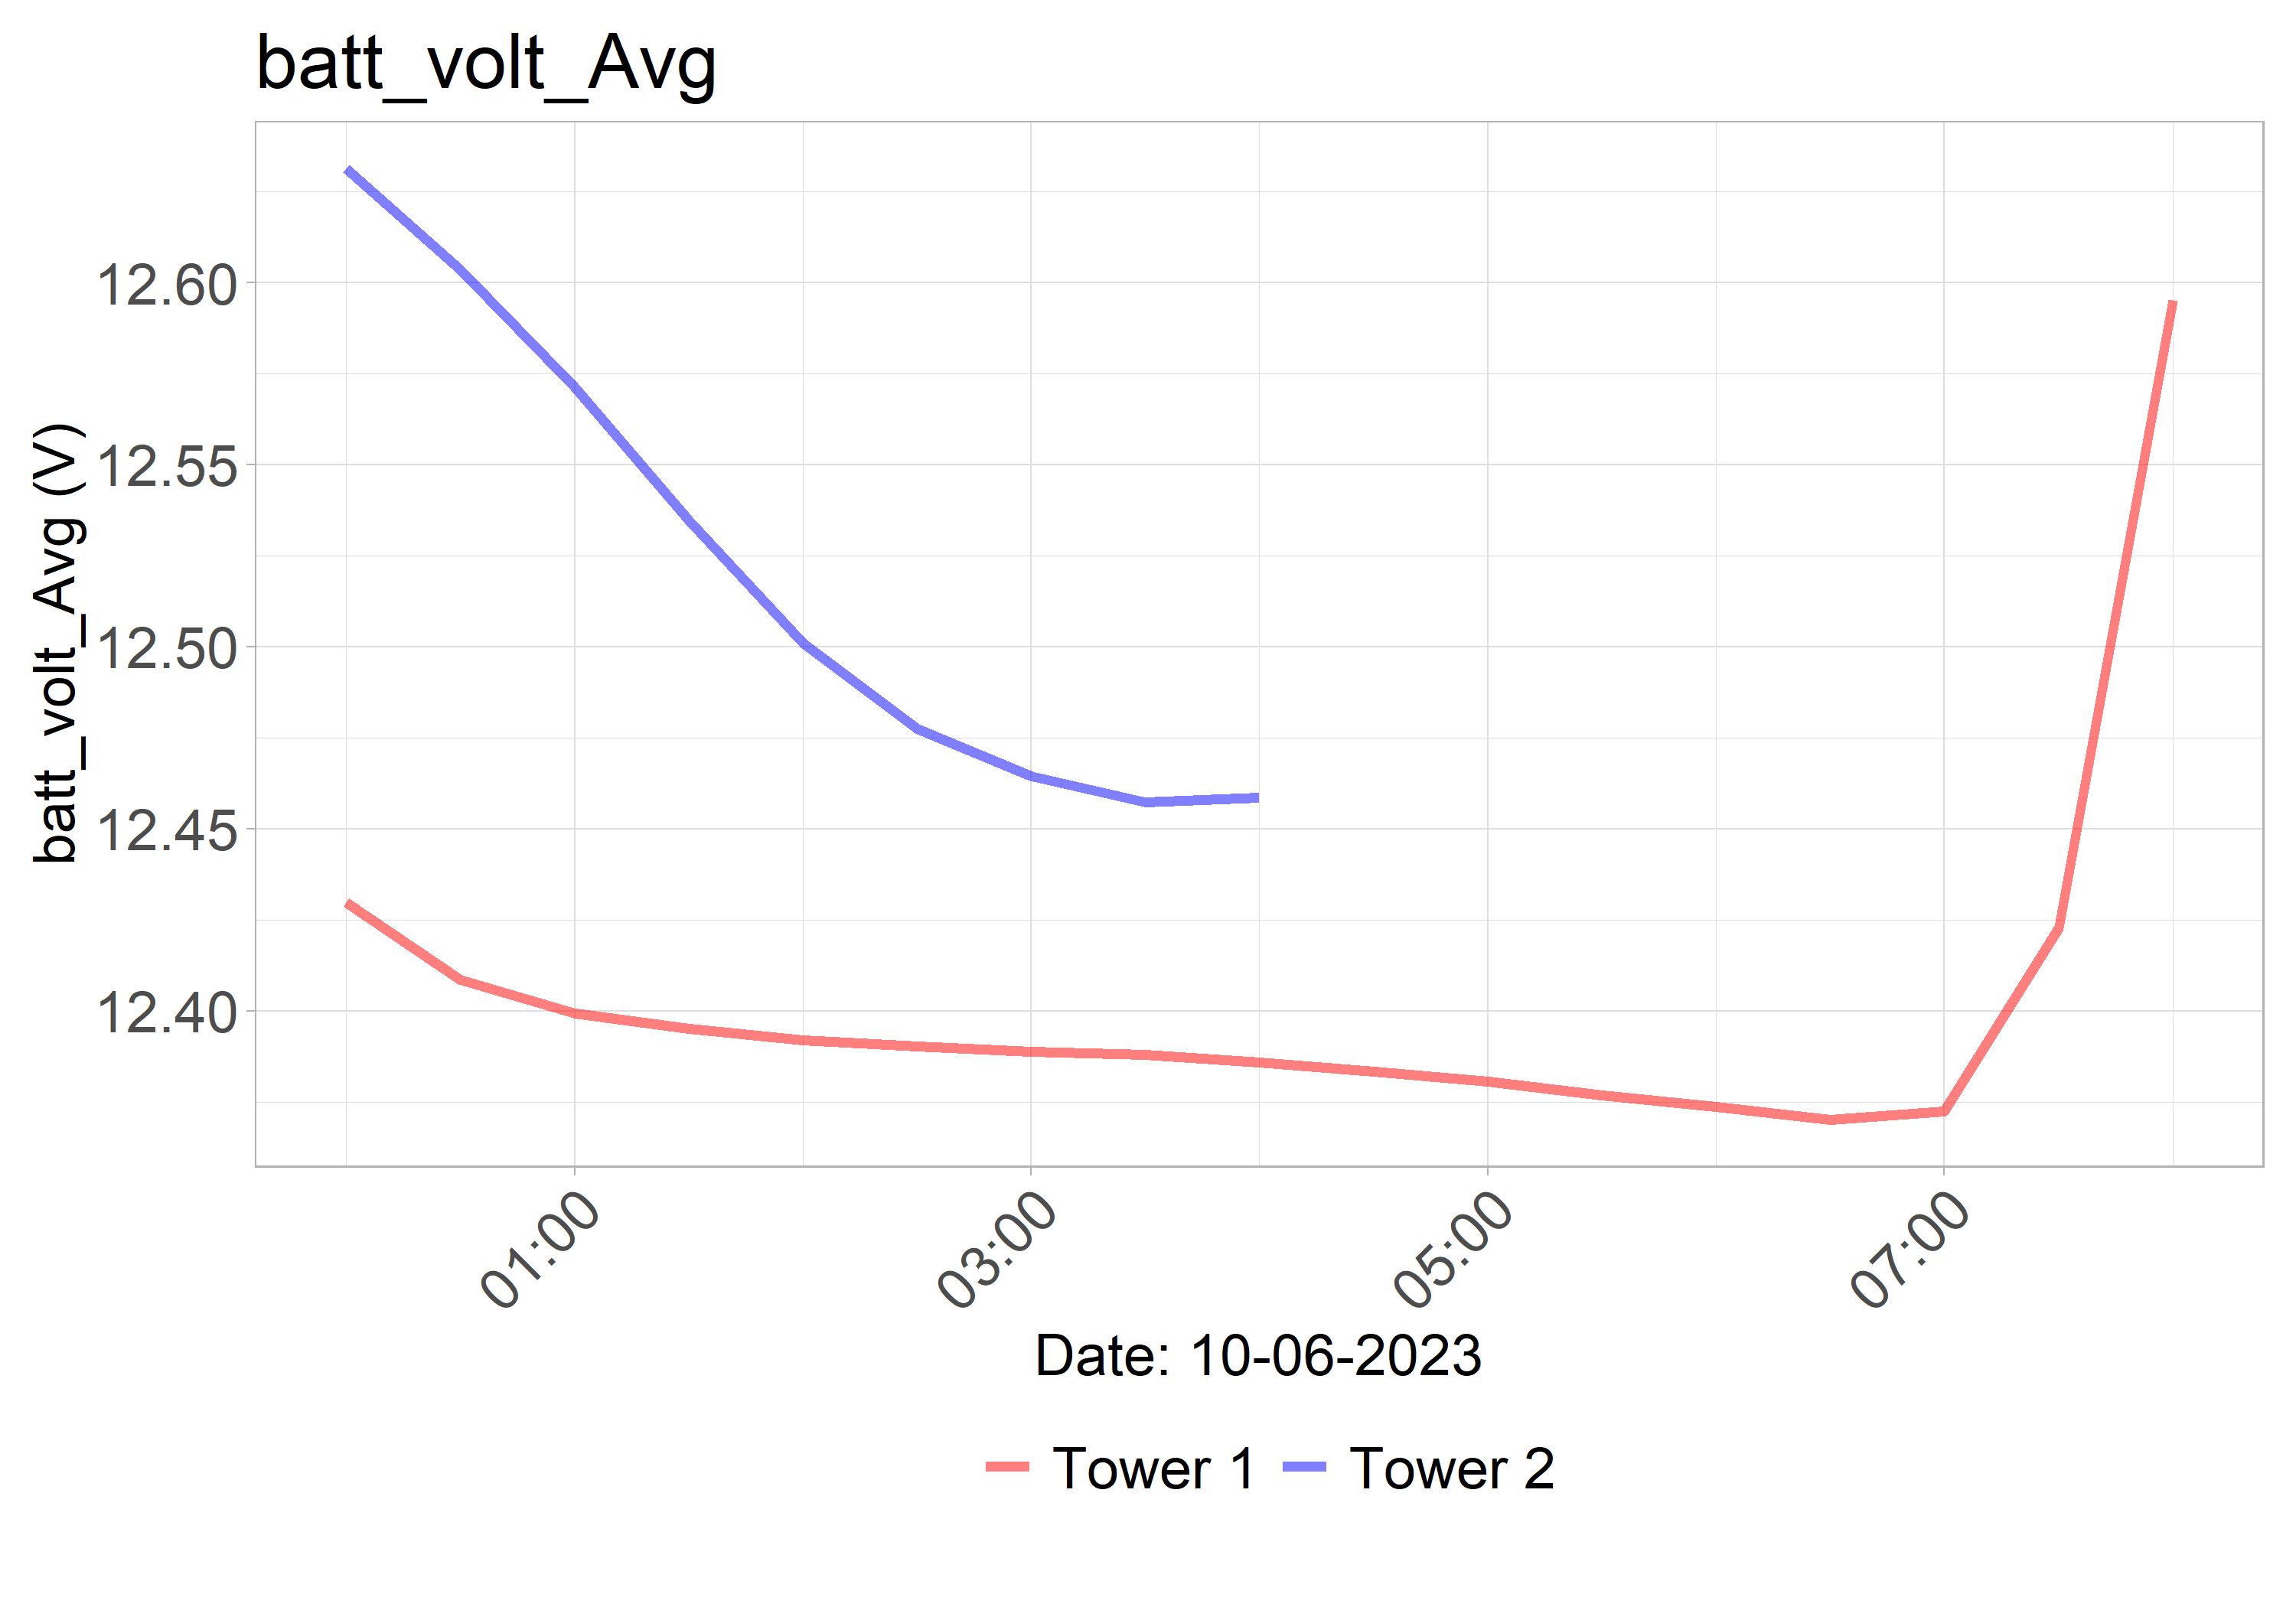 batt_volt_Avg
batt_volt_Avg (V)
12.60
12.55
12.50
12.45
12.40
01:00
03:00
05:00
07:00
Date: 10-06-2023
Tower 1
Tower 2